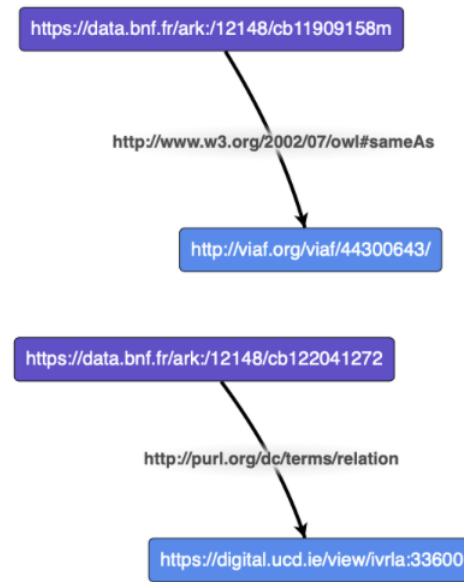 https://data.bnf.fr/ark:/12148/cb11909158m
http://www.w3.org/2002/07/owl#sameAs
http://viaf.org/viaf/44300643/
https://data.bnf.fr/ark:/12148/cb122041272
http://purl.org/dc/terms/relation
https://digital.ucd.ie/view/ivrla:33600